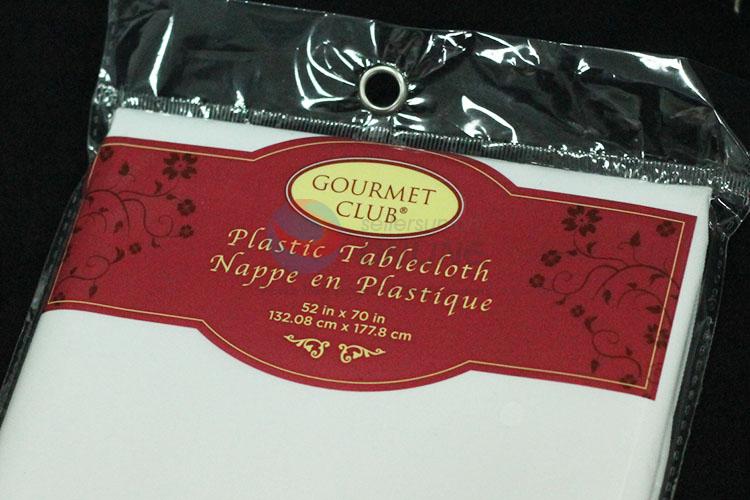 GOURMET
CLUB®
Plastic Tablecloth
Nappe en Plastique
52 in x 70 in
132.08 cm x 177.8 cm